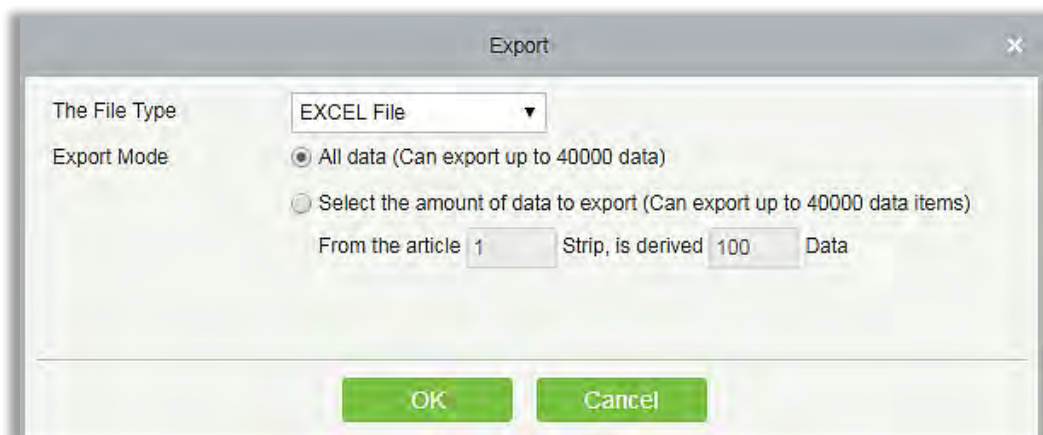 Export ×
The File Type EXCEL File ▼
Export Mode All data (Can export up to 40000 data)
Select the amount of data to export (Can export up to 40000 data items)
From the article 1 Strip, is derived 100 Data
OK Cancel